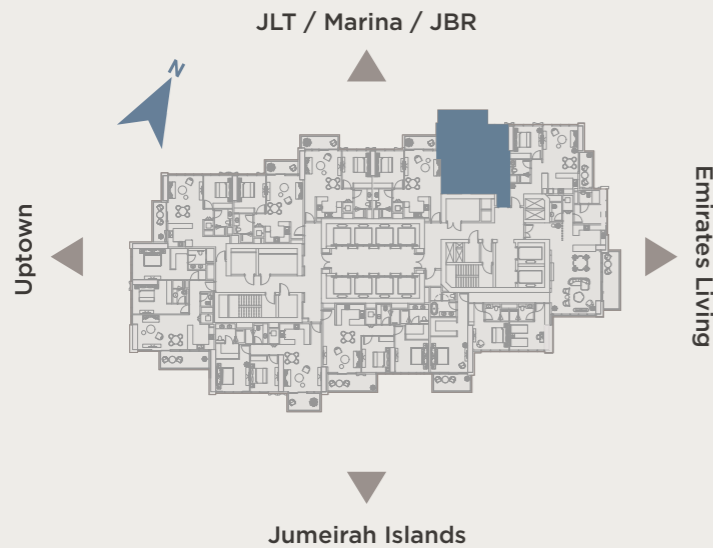 JLT / Marina / JBR
N
Uptown
Emirates Living
Jumeirah Islands